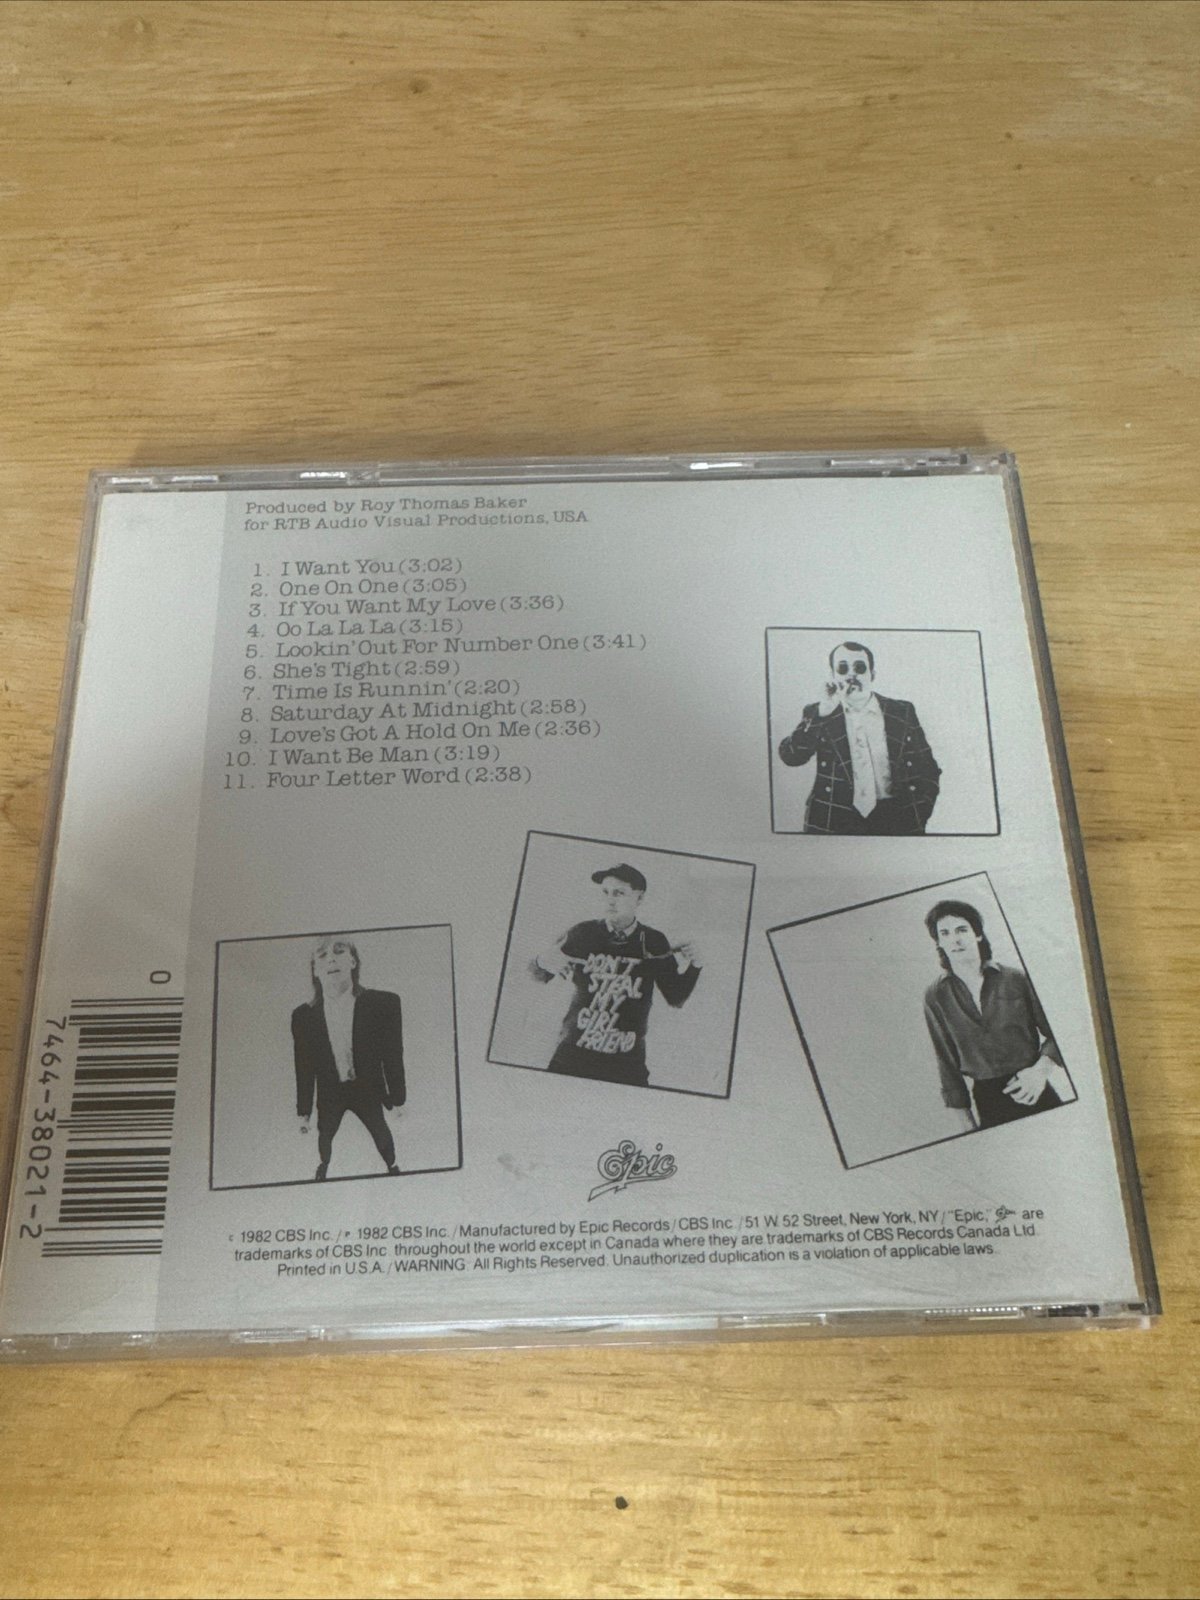 Produced by Roy Thomas Baker
for RTB Audio Visual Productions, USA
1. I Want You (3:02)
2. One On One (3:05)
3. If You Want My Love (3:36)
4. Oo La La La (3:15)
5. Lookin' Out For Number One (3:41)
6. She's Tight (2:59)
7. Time Is Runnin' (2:20)
8. Saturday At Midnight (2:58)
9. Love's Got A Hold On Me (2:36)
10. I Want Be Man (3:19)
11. Four Letter Word (2:38)
DON'T
STEAL
MY
GIRL
FRIEND
0
7464-38021-2
Epic
© 1982 CBS Inc. / ℗ 1982 CBS Inc. / Manufactured by Epic Records / CBS Inc. / 51 W. 52 Street, New York, NY / "Epic," Epic are
trademarks of CBS Inc. throughout the world except in Canada where they are trademarks of CBS Records Canada Ltd.
Printed in U.S.A. / WARNING: All Rights Reserved. Unauthorized duplication is a violation of applicable laws.